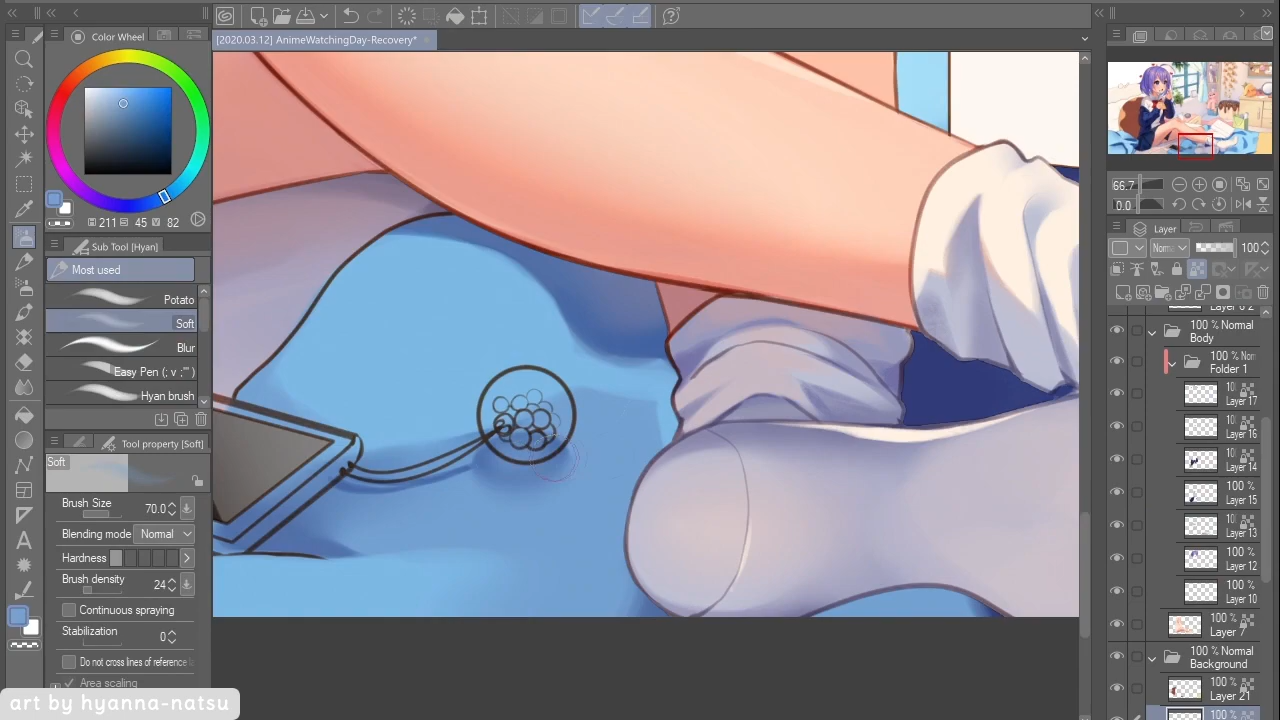 Color Wheel
[2020.03.12] AnimeWatchingDay-Recovery*
211 S 45 V 82
Sub Tool [Hyan]
Most used
Potato
Soft
Blur
Easy Pen (; v ;"" )
Hyan brush
Tool property [Soft]
Soft
Brush Size 70.0
Blending mode Normal
Hardness
Brush density 24
Continuous spraying
Stabilization 0
Do not cross lines of reference l
Area scaling
art by hyanna-natsu
66.7
0.0
Layer
Norm 100
100 % Normal
Body
100 % Nor
Folder 1
Layer 17
Layer 16
Layer 14
100 %
Layer 15
Layer 13
100 %
Layer 12
100 %
Layer 10
100 %
Layer 7
100 % Normal
Background
100 %
Layer 21
100 %